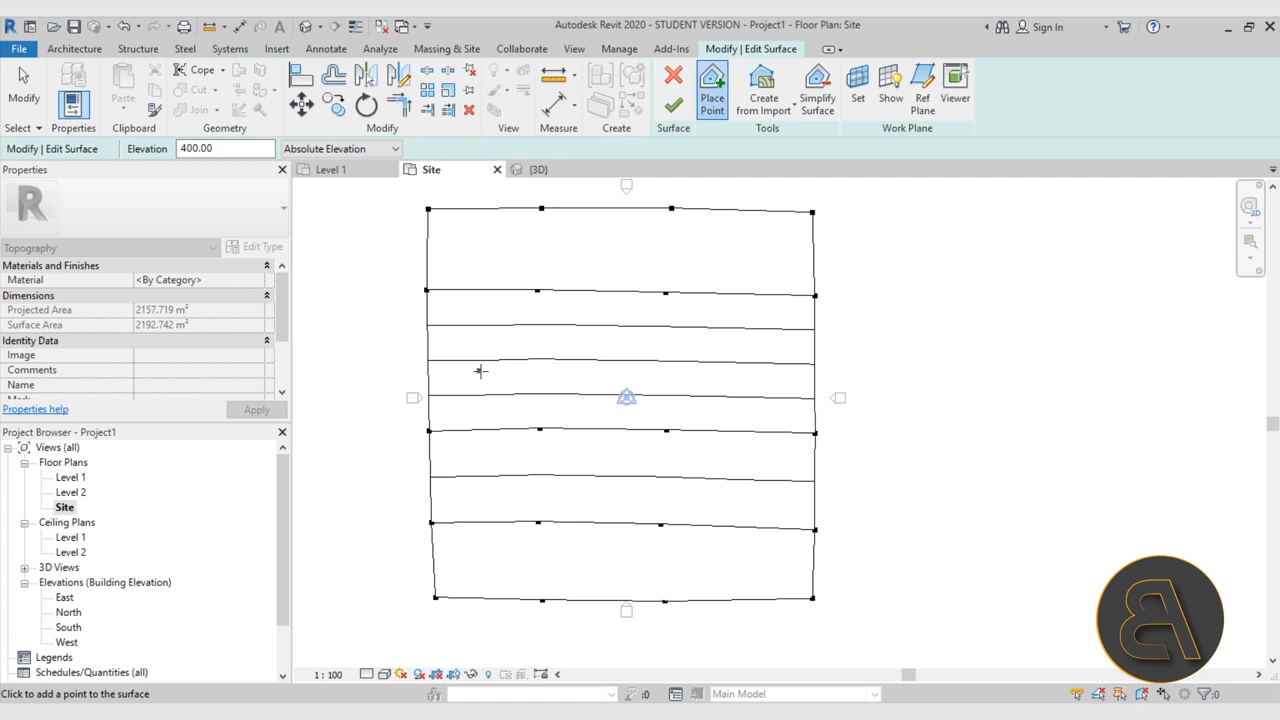 Autodesk Revit 2020 - STUDENT VERSION - Project1 - Floor Plan: Site
Sign In
File Architecture Structure Steel Systems Insert Annotate Analyze Massing & Site Collaborate View Manage Add-Ins Modify | Edit Surface
Modify
Paste
Cope
Cut
Join
Place Point
Create from Import
Simplify Surface
Set
Show
Ref Plane
Viewer
Select Properties Clipboard Geometry Modify View Measure Create Surface Tools Work Plane
Modify | Edit Surface Elevation 400.00 Absolute Elevation
Properties
Level 1
Site
{3D}
Topography
Edit Type
Materials and Finishes
Material <By Category>
Dimensions
Projected Area 2157.719 m²
Surface Area 2192.742 m²
Identity Data
Image
Comments
Name
Properties help
Apply
Project Browser - Project1
Views (all)
Floor Plans
Level 1
Level 2
Site
Ceiling Plans
Level 1
Level 2
3D Views
Elevations (Building Elevation)
East
North
South
West
Legends
Schedules/Quantities (all)
2D
1 : 100
Click to add a point to the surface
:0
Main Model
:0